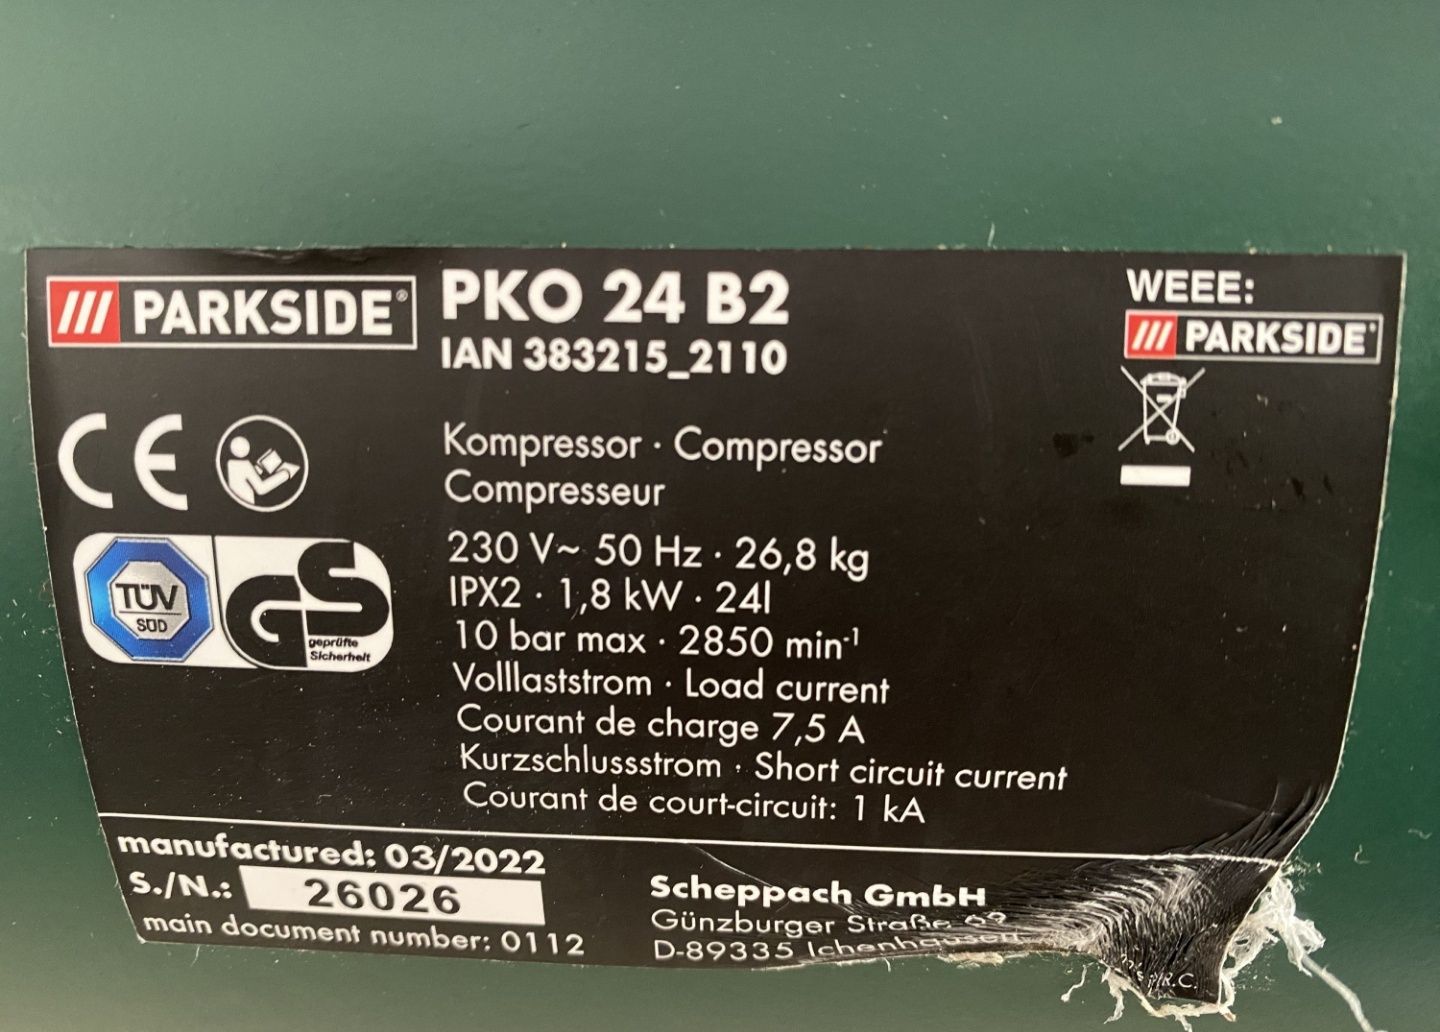 PARKSIDE®
PKO 24 B2
IAN 383215_2110
WEEE:
PARKSIDE®
CE
Kompressor · Compressor
Compresseur
230 V~ 50 Hz · 26,8 kg
IPX2 · 1,8 kW · 24l
10 bar max · 2850 min-1
Volllaststrom · Load current
Courant de charge 7,5 A
Kurzschlussstrom · Short circuit current
Courant de court-circuit: 1 kA
TÜV
SÜD
GS
geprüfte
Sicherheit
manufactured: 03/2022
S./N.: 26026
main document number: 0112
Scheppach GmbH
Günzburger Straße 69
D-89335 Ichenhausen
R.C.